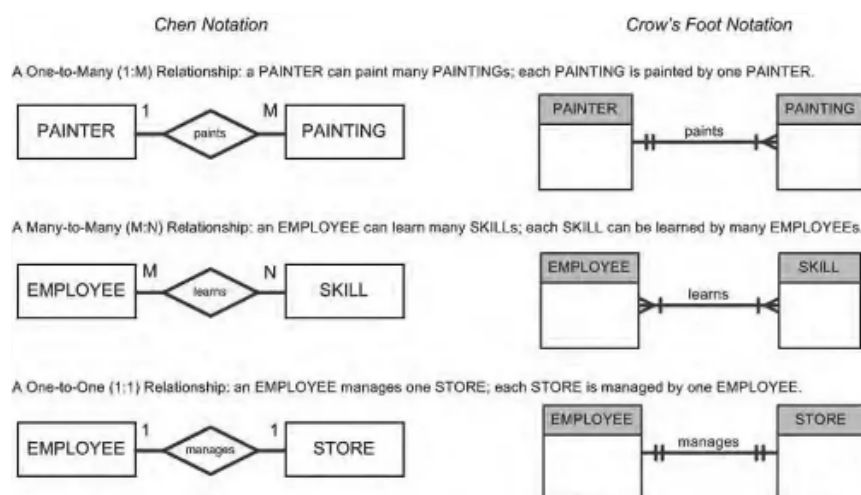 Chen Notation
Crow's Foot Notation
A One-to-Many (1:M) Relationship: a PAINTER can paint many PAINTINGs; each PAINTING is painted by one PAINTER.
1
M
PAINTER
paints
PAINTING
PAINTER
paints
PAINTING
A Many-to-Many (M:N) Relationship: an EMPLOYEE can learn many SKILLs; each SKILL can be learned by many EMPLOYEEs.
M
N
EMPLOYEE
learns
SKILL
EMPLOYEE
learns
SKILL
A One-to-One (1:1) Relationship: an EMPLOYEE manages one STORE; each STORE is managed by one EMPLOYEE.
1
1
EMPLOYEE
manages
STORE
EMPLOYEE
manages
STORE